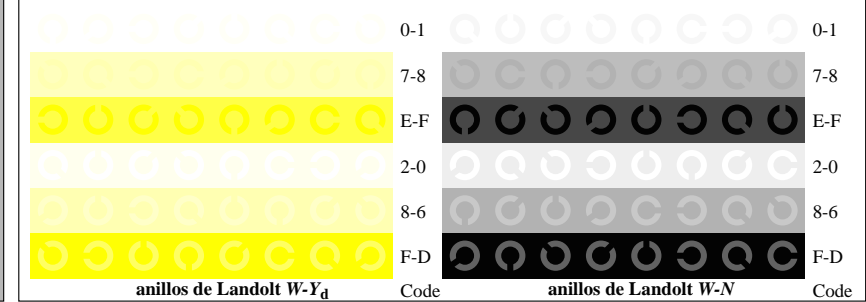 0-1 0-1
7-8 7-8
E-F E-F
2-0 2-0
8-6 8-6
F-D F-D
anillos de Landolt W-Yd Code anillos de Landolt W-N Code